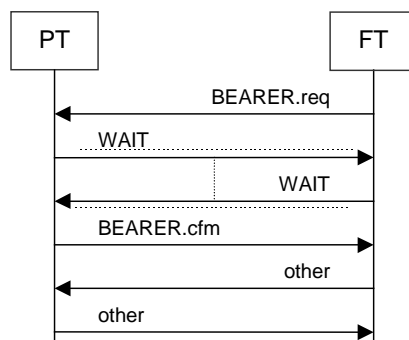 PT
FT
BEARER.req
WAIT
WAIT
BEARER.cfm
other
other